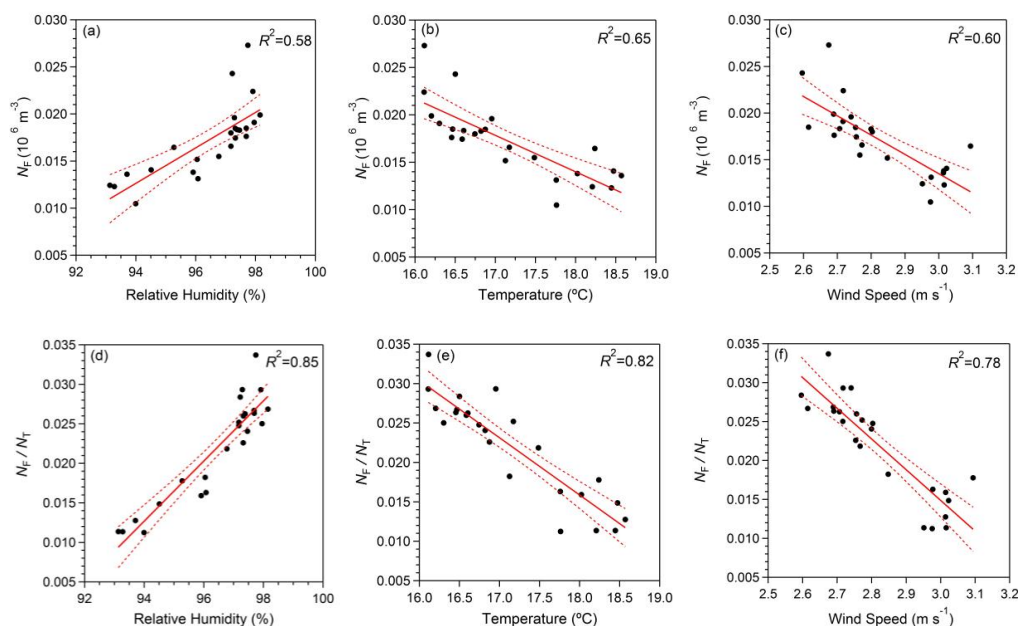 (a)
R²=0.58
0.030
0.025
0.020
0.015
0.010
0.005
N_F (10⁶ m⁻³)
92 94 96 98 100
Relative Humidity (%)
(b)
R²=0.65
0.030
0.025
0.020
0.015
0.010
0.005
N_F (10⁶ m⁻³)
16.0 16.5 17.0 17.5 18.0 18.5 19.0
Temperature (ºC)
(c)
R²=0.60
0.030
0.025
0.020
0.015
0.010
0.005
N_F (10⁶ m⁻³)
2.5 2.6 2.7 2.8 2.9 3.0 3.1 3.2
Wind Speed (m s⁻¹)
(d)
R²=0.85
0.035
0.030
0.025
0.020
0.015
0.010
0.005
N_F / N_T
92 94 96 98 100
Relative Humidity (%)
(e)
R²=0.82
0.035
0.030
0.025
0.020
0.015
0.010
0.005
N_F / N_T
16.0 16.5 17.0 17.5 18.0 18.5 19.0
Temperature (ºC)
(f)
R²=0.78
0.035
0.030
0.025
0.020
0.015
0.010
0.005
N_F / N_T
2.5 2.6 2.7 2.8 2.9 3.0 3.1 3.2
Wind Speed (m s⁻¹)